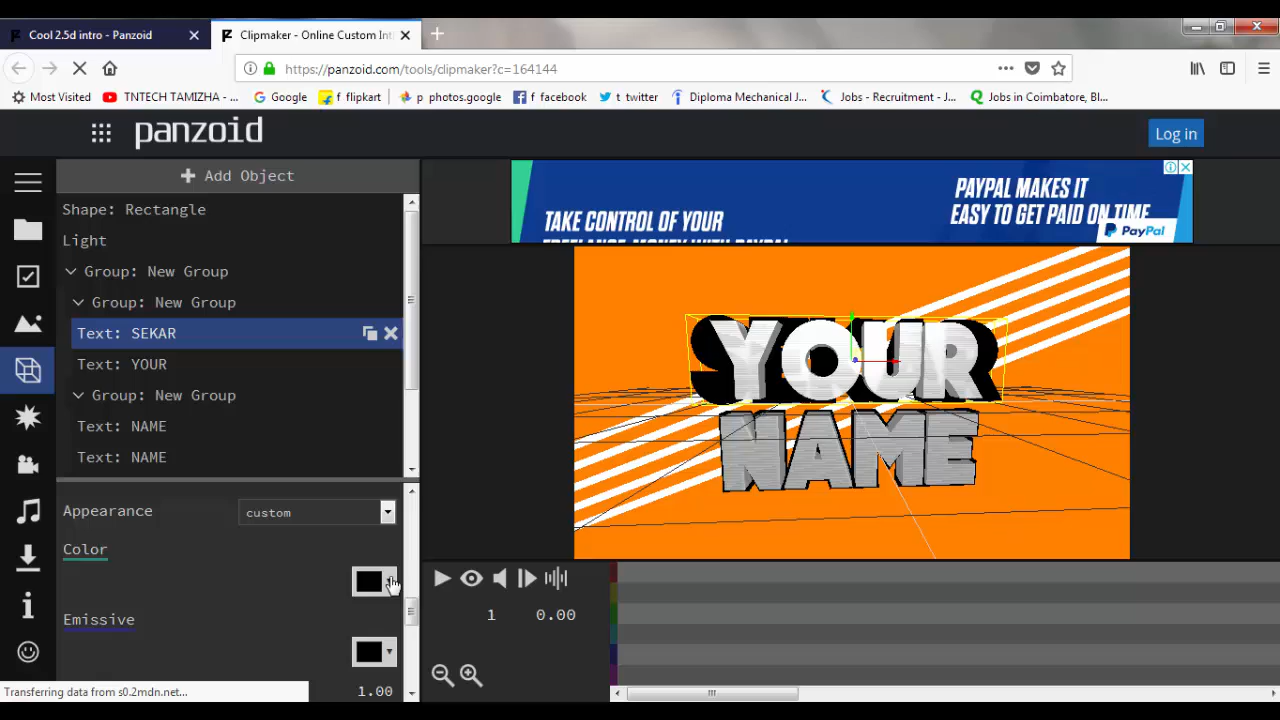 Cool 2.5d intro - Panzoid
Clipmaker - Online Custom Int
https://panzoid.com/tools/clipmaker?c=164144
Most Visited
TNTECH TAMIZHA - ...
Google
f flipkart
p photos.google
f facebook
t twitter
Diploma Mechanical J...
Jobs - Recruitment - J...
Jobs in Coimbatore, Bl...
panzoid
Log in
+ Add Object
Shape: Rectangle
Light
Group: New Group
Group: New Group
Text: SEKAR
Text: YOUR
Group: New Group
Text: NAME
Text: NAME
Appearance
custom
Color
Emissive
1.00
TAKE CONTROL OF YOUR
FREELANCE MONEY WITH PAYPAL
PAYPAL MAKES IT
EASY TO GET PAID ON TIME
PayPal
YOUR
NAME
1 0.00
Transferring data from s0.2mdn.net...